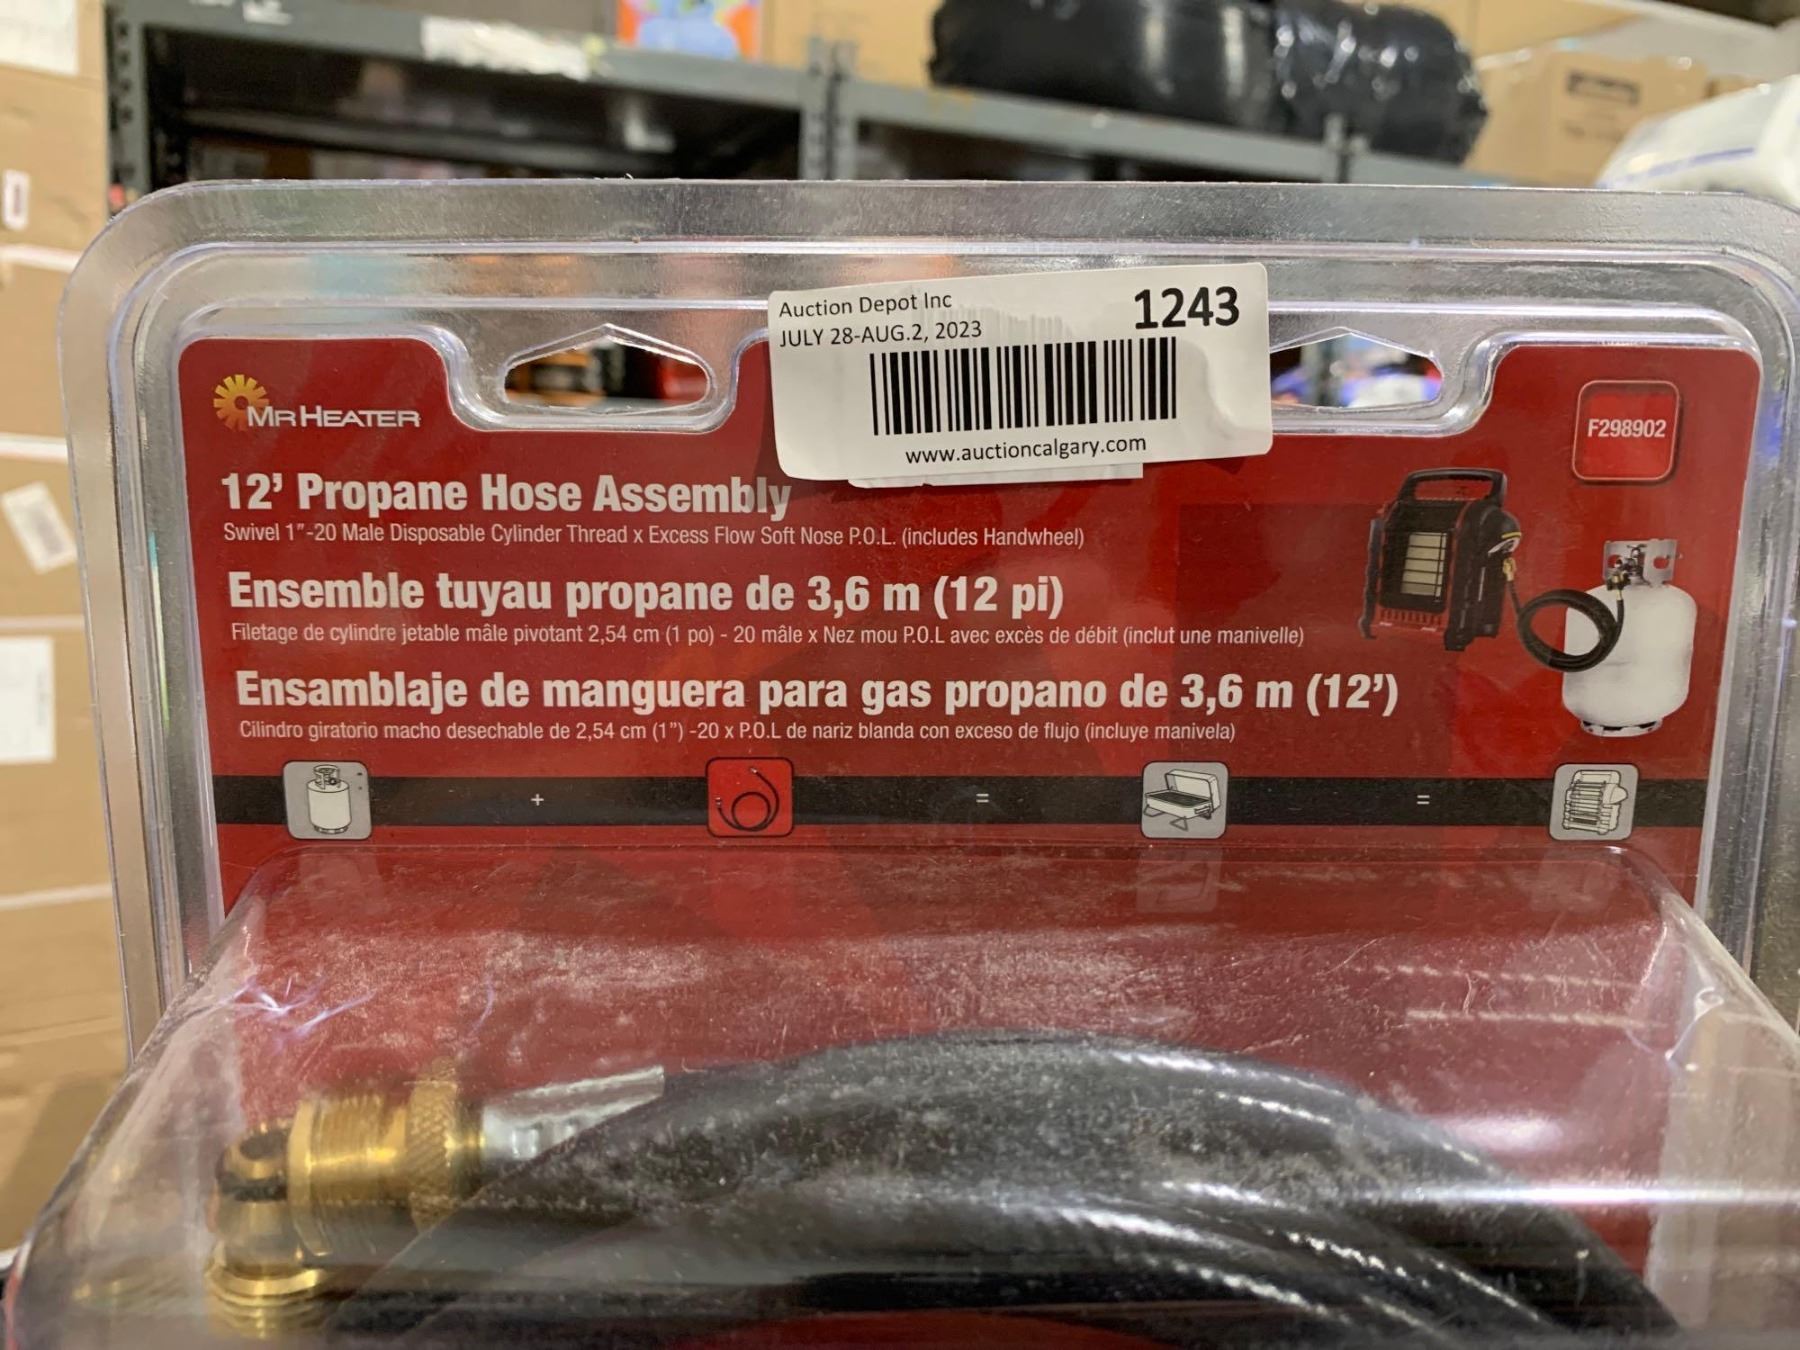 Auction Depot Inc
1243
JULY 28-AUG.2, 2023
www.auctioncalgary.com
MR HEATER
F298902
12' Propane Hose Assembly
Swivel 1"-20 Male Disposable Cylinder Thread x Excess Flow Soft Nose P.O.L. (includes Handwheel)
Ensemble tuyau propane de 3,6 m (12 pi)
Filetage de cylindre jetable mâle pivotant 2,54 cm (1 po) - 20 mâle x Nez mou P.O.L avec excès de débit (inclut une manivelle)
Ensamblaje de manguera para gas propano de 3,6 m (12')
Cilindro giratorio macho desechable de 2,54 cm (1") -20 x P.O.L de nariz blanda con exceso de flujo (incluye manivela)
+ = =